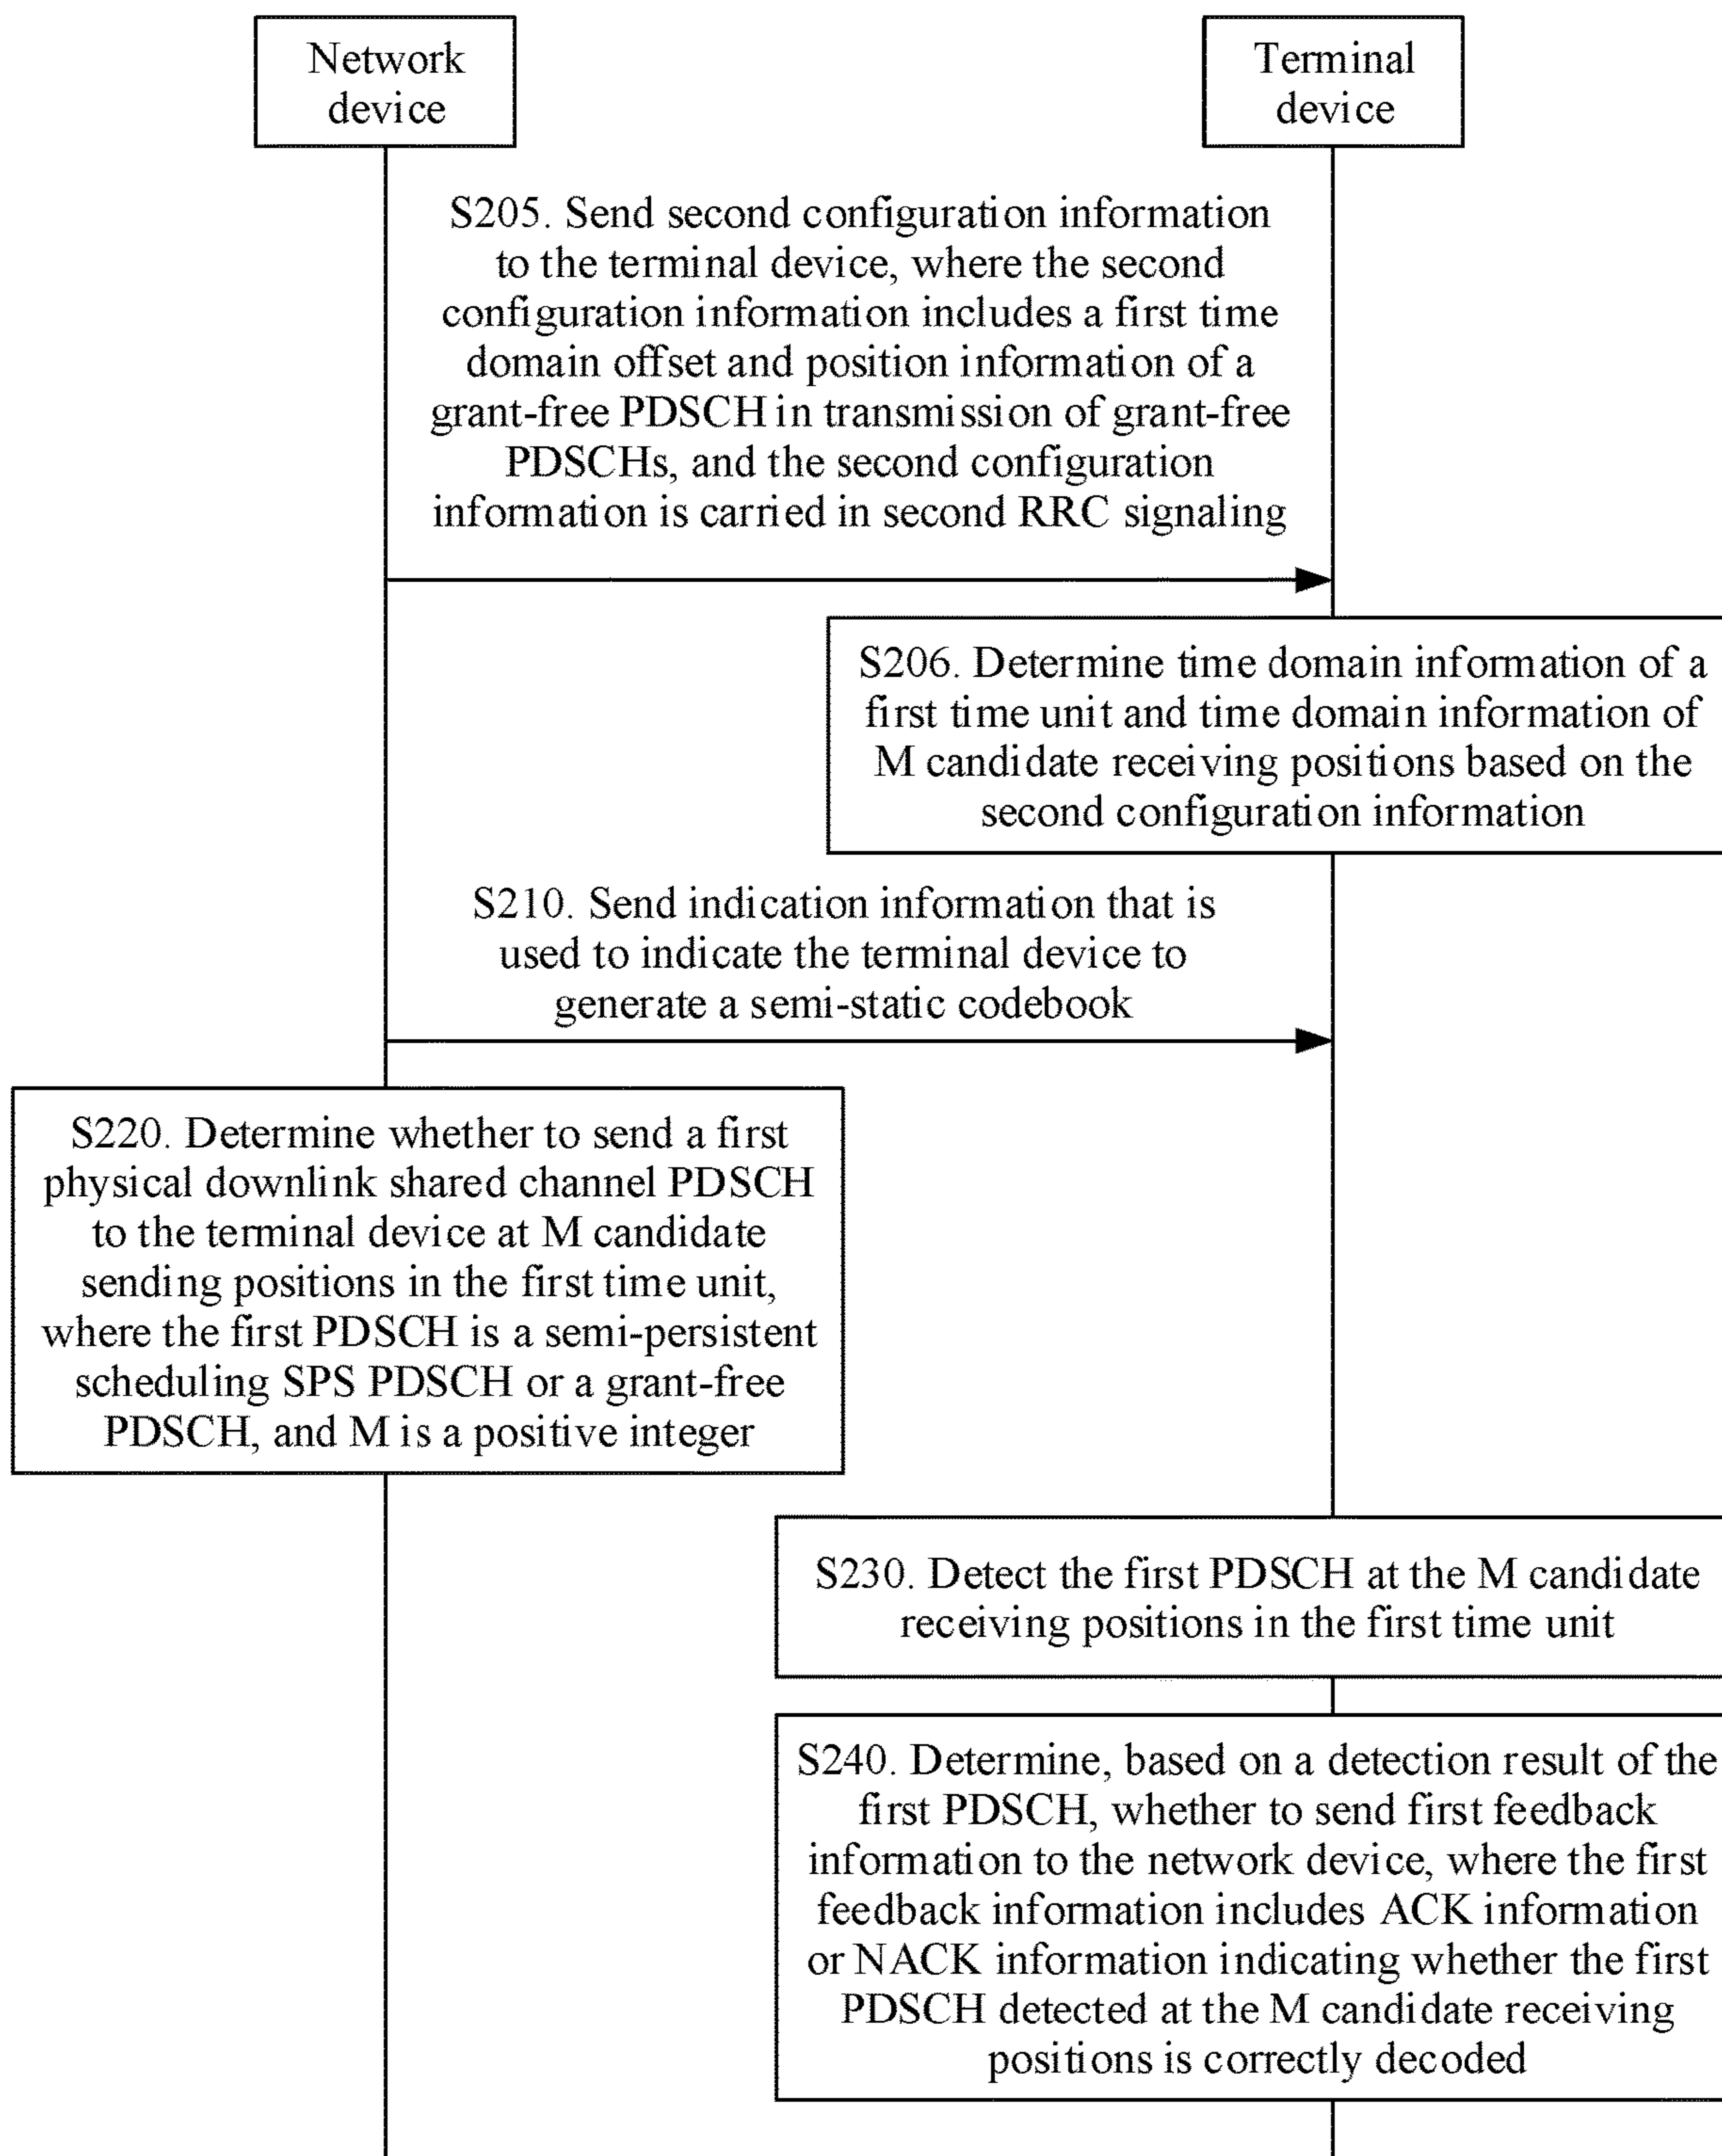 Network
device
Terminal
device
S205. Send second configuration information
to the terminal device, where the second
configuration information includes a first time
domain offset and position information of a
grant-free PDSCH in transmission of grant-free
PDSCHs, and the second configuration
information is carried in second RRC signaling
S206. Determine time domain information of a
first time unit and time domain information of
M candidate receiving positions based on the
second configuration information
S210. Send indication information that is
used to indicate the terminal device to
generate a semi-static codebook
S220. Determine whether to send a first
physical downlink shared channel PDSCH
to the terminal device at M candidate
sending positions in the first time unit,
where the first PDSCH is a semi-persistent
scheduling SPS PDSCH or a grant-free
PDSCH, and M is a positive integer
S230. Detect the first PDSCH at the M candidate
receiving positions in the first time unit
S240. Determine, based on a detection result of the
first PDSCH, whether to send first feedback
information to the network device, where the first
feedback information includes ACK information
or NACK information indicating whether the first
PDSCH detected at the M candidate receiving
positions is correctly decoded